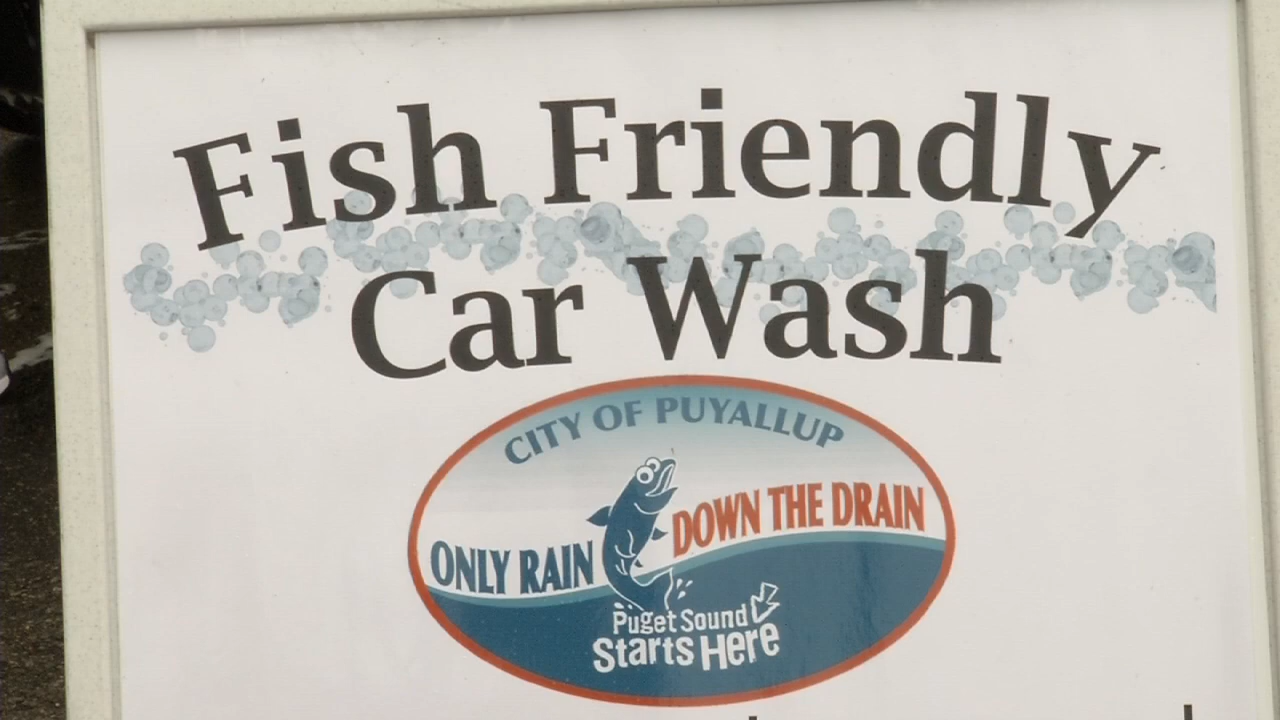 Fish Friendly
Car Wash
CITY OF PUYALLUP
ONLY RAIN DOWN THE DRAIN
Puget Sound
Starts Here